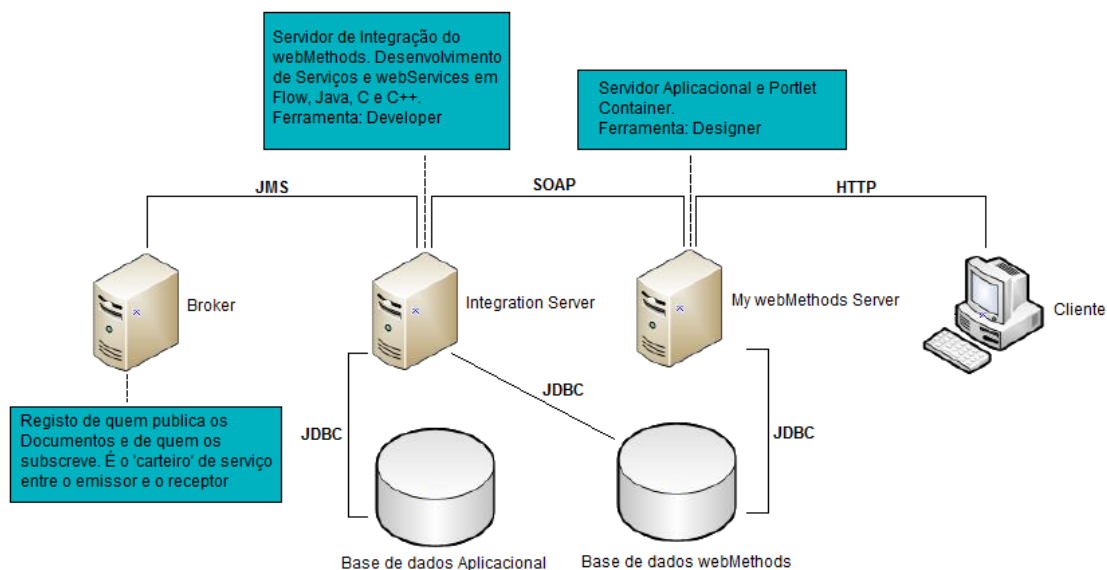 Servidor de Integração do
webMethods. Desenvolvimento
de Serviços e webServices em
Flow, Java, C e C++.
Ferramenta: Developer
Servidor Aplicacional e Portlet
Container.
Ferramenta: Designer
JMS
SOAP
HTTP
Broker
Integration Server
My webMethods Server
Cliente
Registo de quem publica os
Documentos e de quem os
subscreve. É o 'carteiro' de serviço
entre o emissor e o receptor
JDBC
JDBC
JDBC
Base de dados Aplicacional
Base de dados webMethods